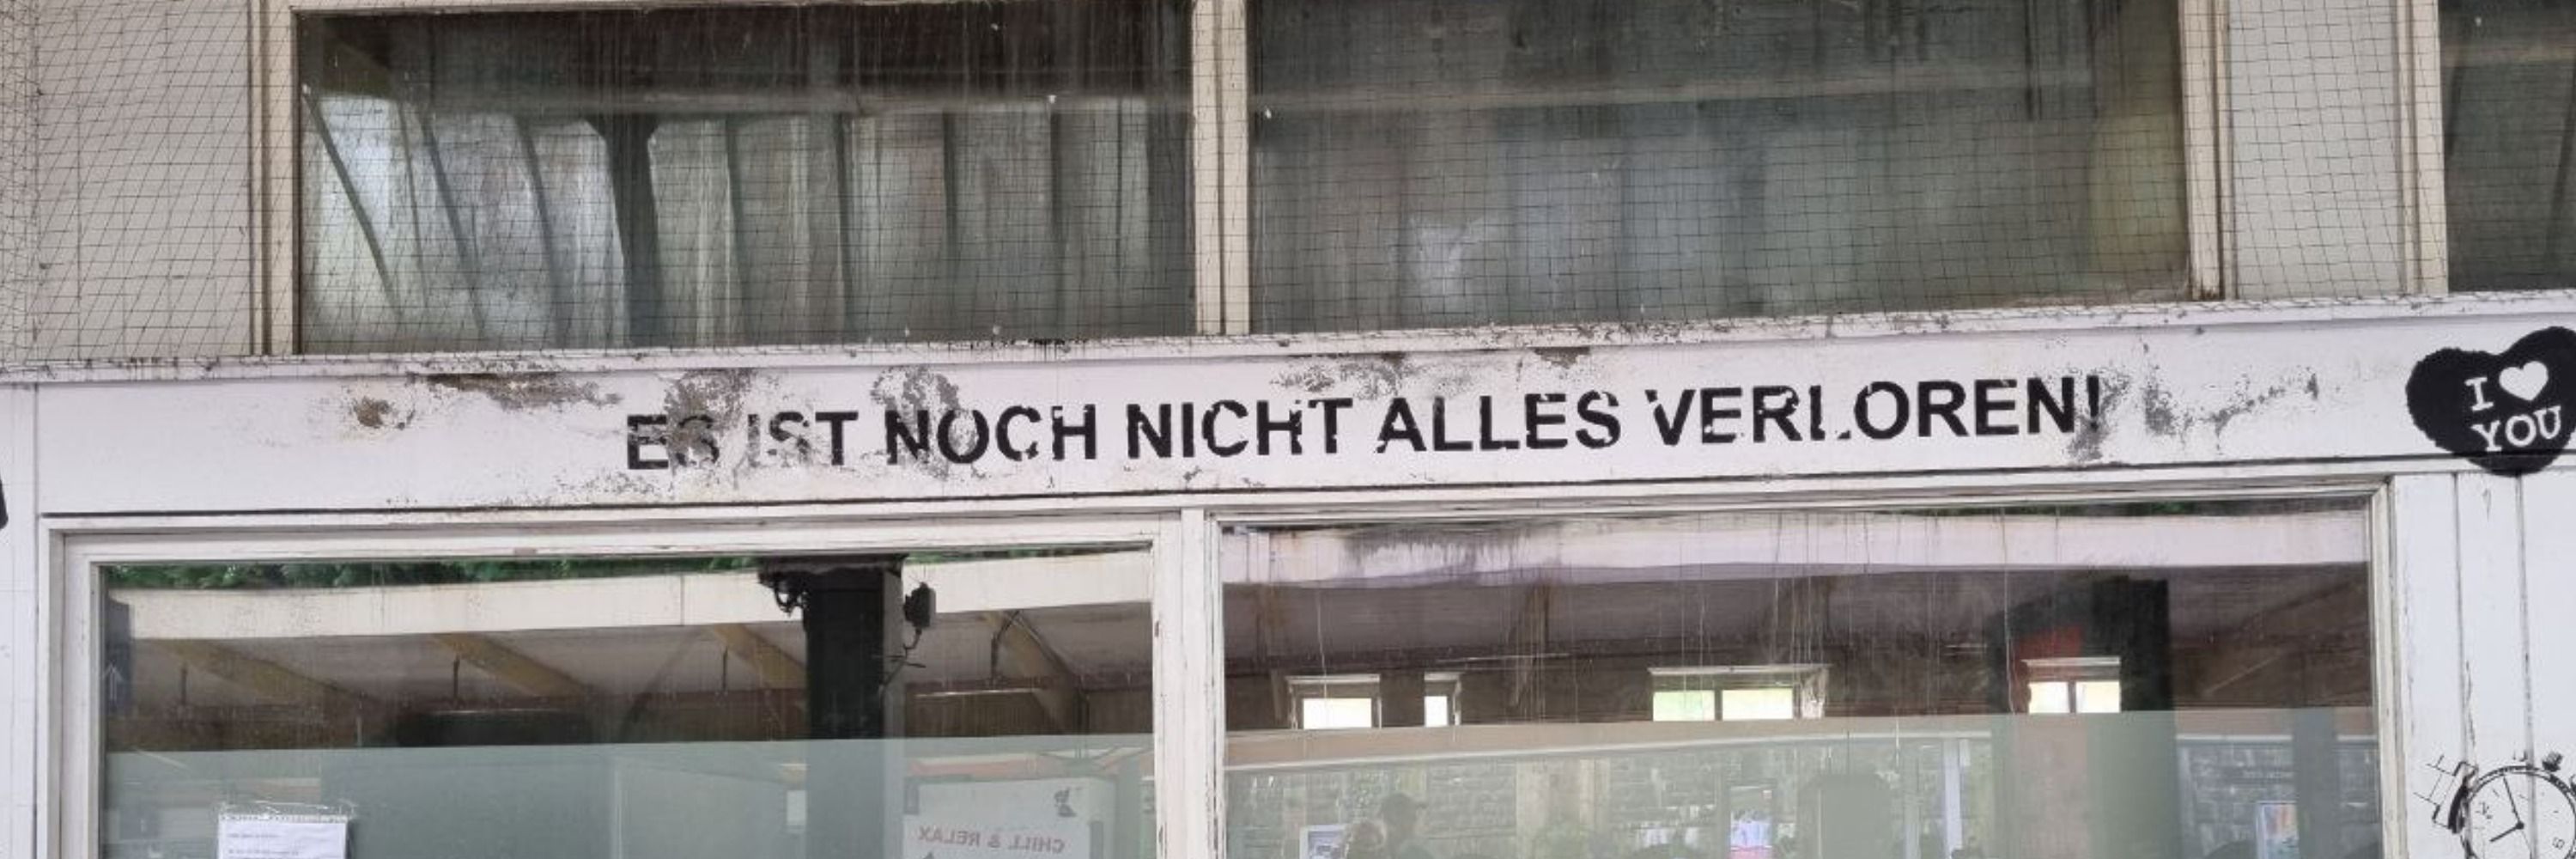 ES IST NOCH NICHT ALLES VERLOREN!
I
YOU
CHILL & RELAX